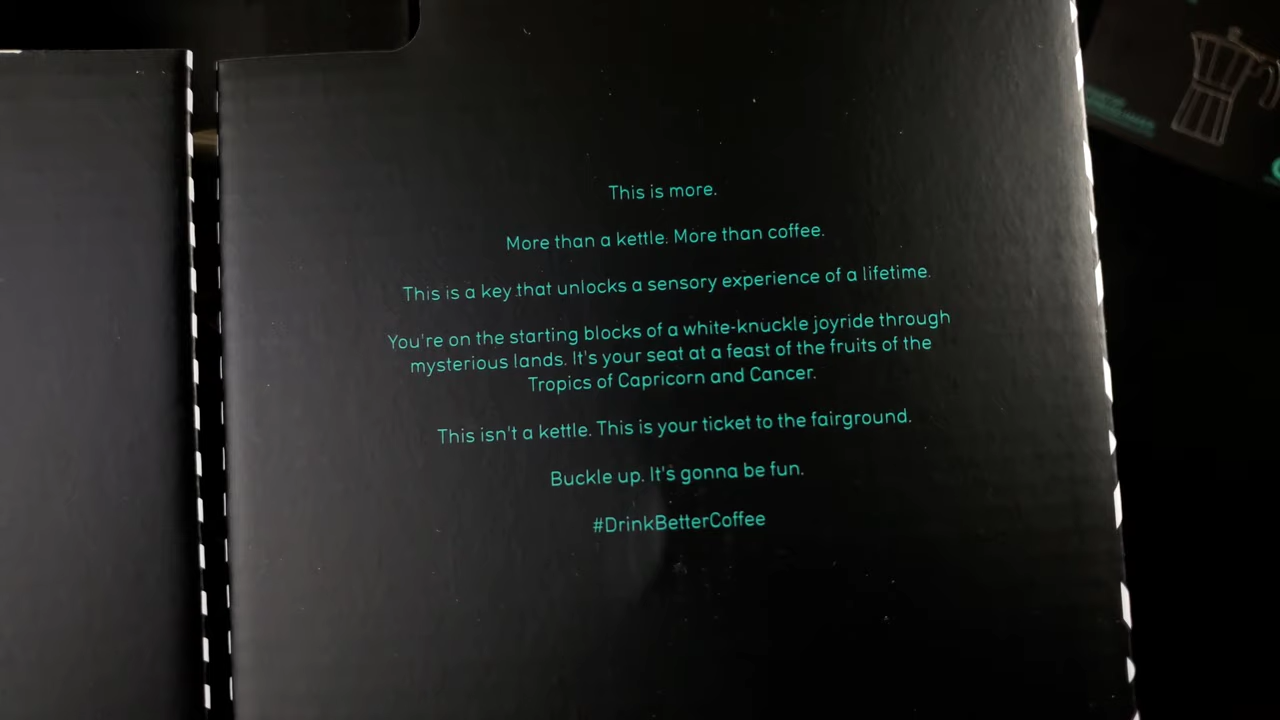 This is more.
More than a kettle. More than coffee.
This is a key that unlocks a sensory experience of a lifetime.
You're on the starting blocks of a white-knuckle joyride through
mysterious lands. It's your seat at a feast of the fruits of the
Tropics of Capricorn and Cancer.
This isn't a kettle. This is your ticket to the fairground.
Buckle up. It's gonna be fun.
#DrinkBetterCoffee